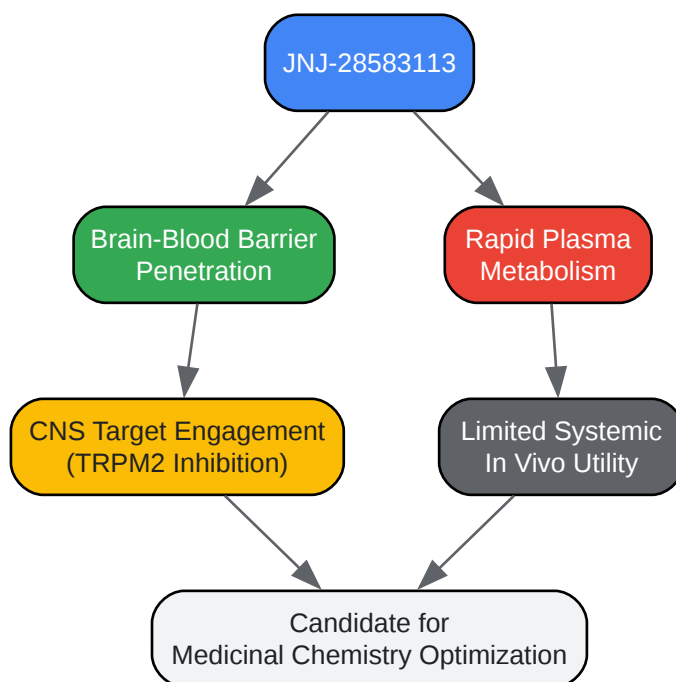 JNJ-28583113
Brain-Blood Barrier
Penetration
Rapid Plasma
Metabolism
CNS Target Engagement
(TRPM2 Inhibition)
Limited Systemic
In Vivo Utility
Candidate for
Medicinal Chemistry Optimization